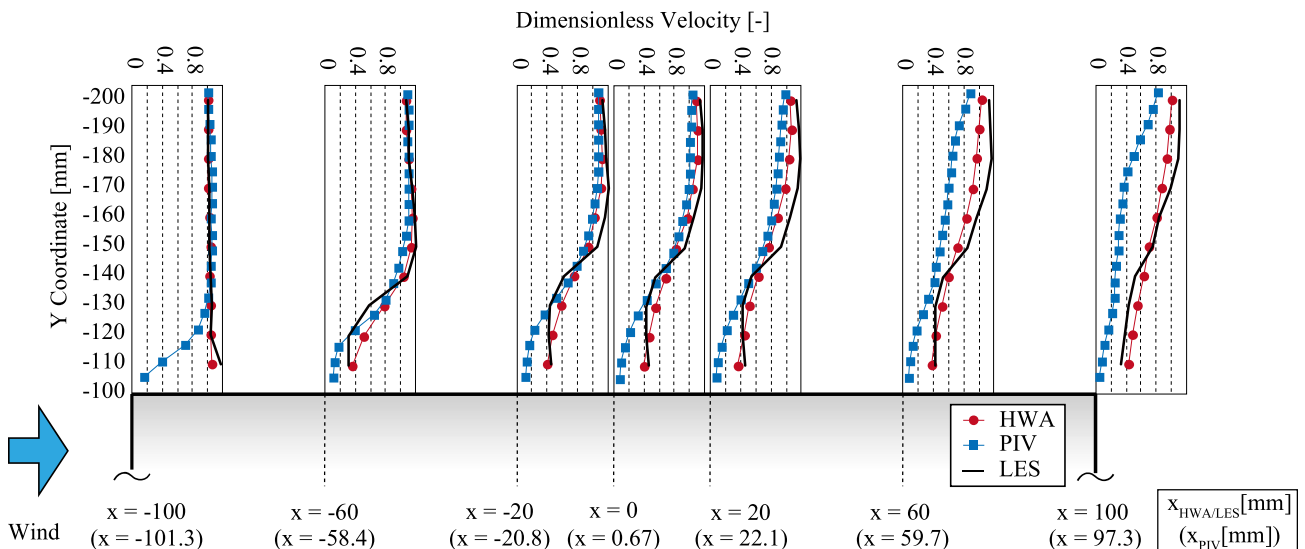 Dimensionless Velocity [-]
0 0.4 0.8 0 0.4 0.8 0 0.4 0.8 0 0.4 0.8 0 0.4 0.8 0 0.4 0.8 0 0.4 0.8
Y Coordinate [mm]
-200
-190
-180
-170
-160
-150
-140
-130
-120
-110
-100
HWA
PIV
LES
Wind
x = -100 x = -60 x = -20 x = 0 x = 20 x = 60 x = 100 x_HWA/LES[mm]
(x = -101.3) (x = -58.4) (x = -20.8) (x = 0.67) (x = 22.1) (x = 59.7) (x = 97.3) (x_PIV[mm])